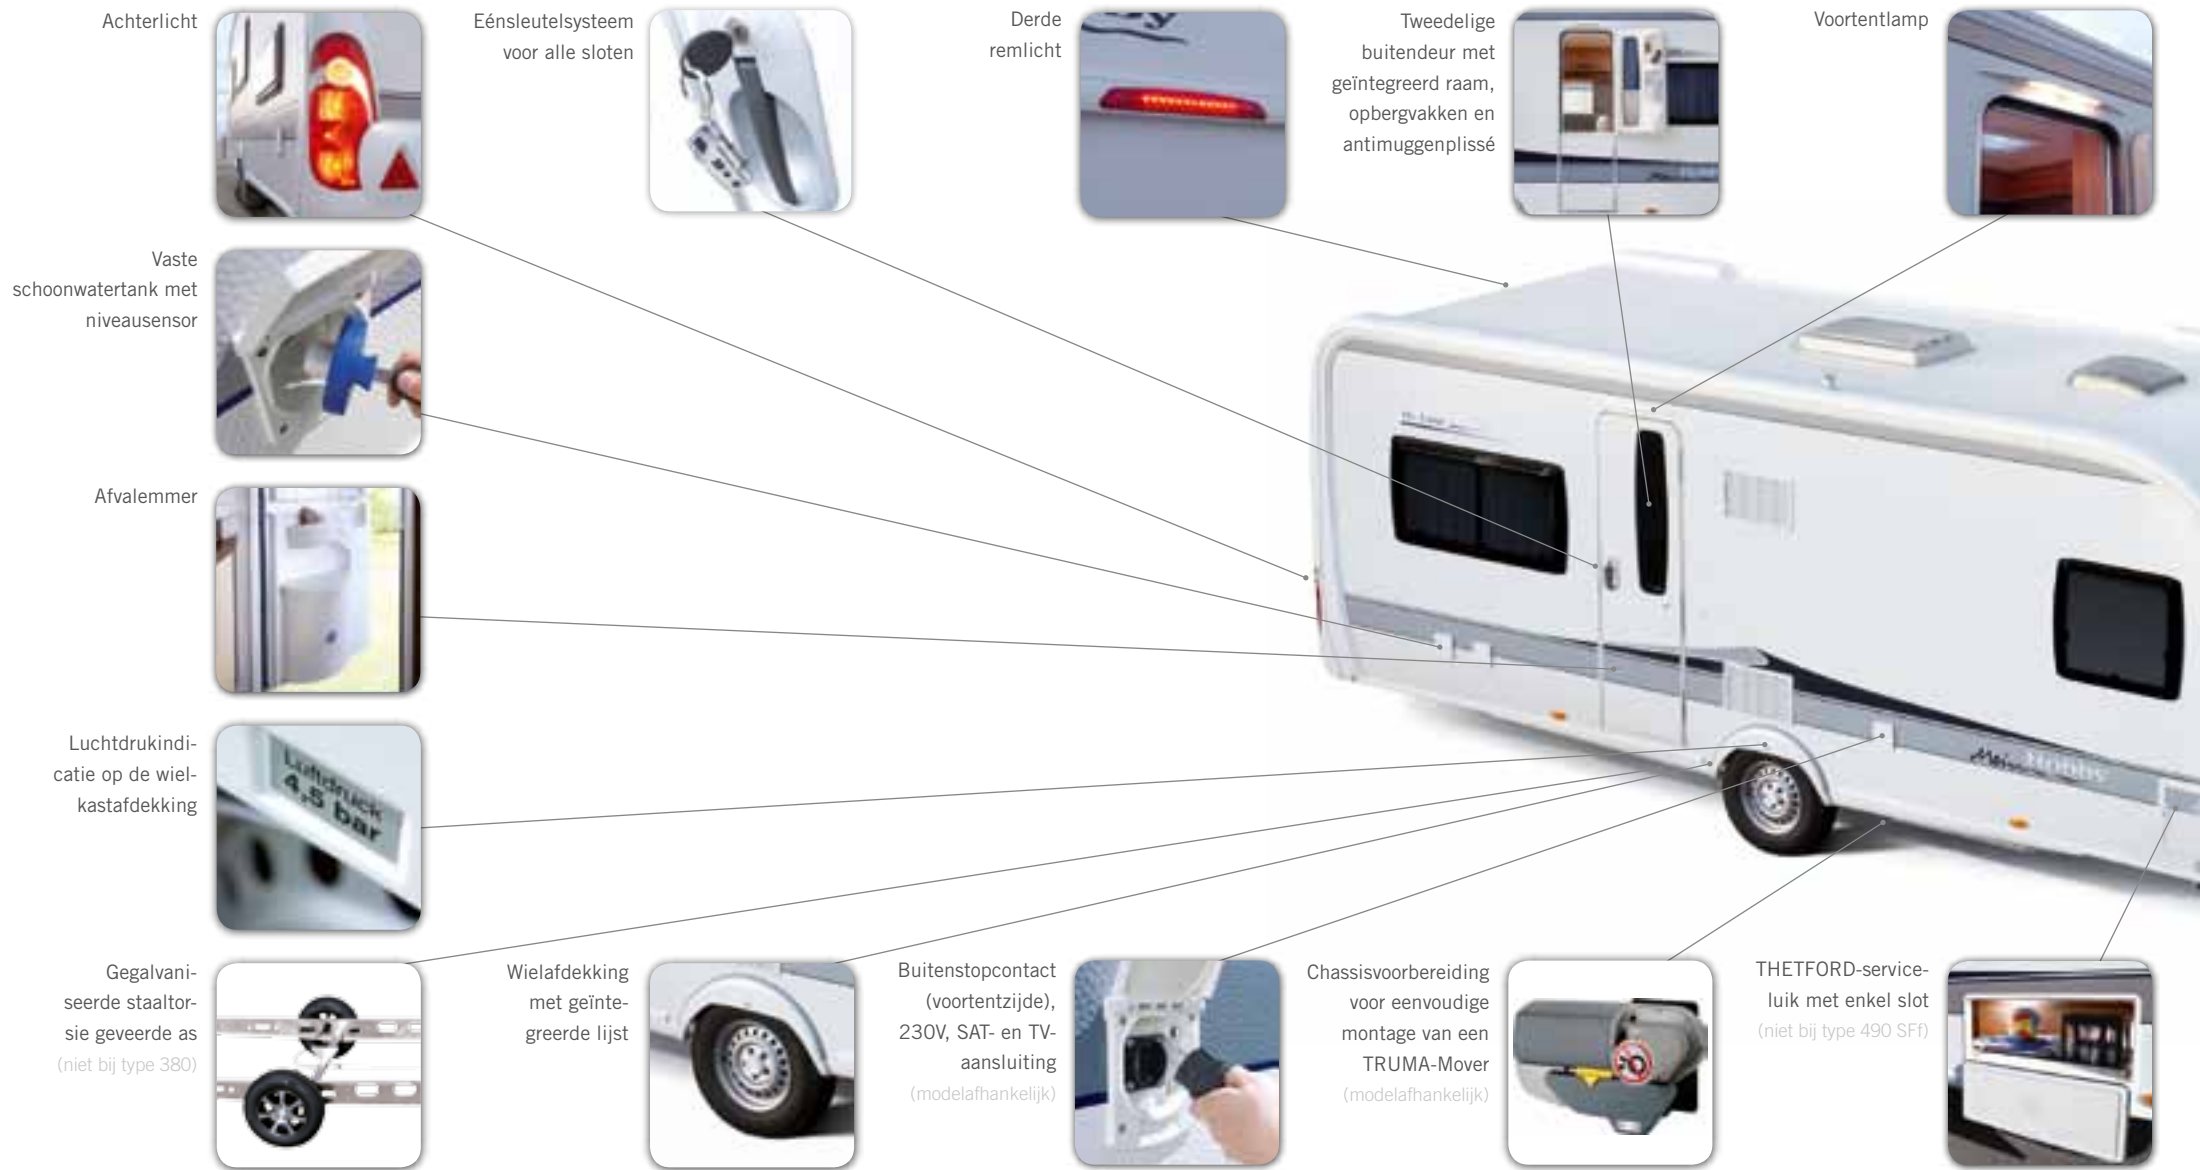 Achterlicht
Eénsleutelsysteem
voor alle sloten
Derde
remlicht
Tweedelige
buitendeur met
geïntegreerd raam,
opbergvakken en
antimuggenplissé
Voortentlamp
Vaste
schoonwatertank met
niveausensor
Afvalemmer
Luchtdrukindi-
catie op de wiel-
kastafdekking
Luftdruck
4,5 bar
Hobby
Gegalvani-
seerde staaltor-
sie geveerde as
(niet bij type 380)
Wielafdekking
met geïnte-
greerde lijst
Buitenstopcontact
(voortentzijde),
230V, SAT- en TV-
aansluiting
(modelafhankelijk)
Chassisvoorbereiding
voor eenvoudige
montage van een
TRUMA-Mover
(modelafhankelijk)
THETFORD-service-
luik met enkel slot
(niet bij type 490 SFf)